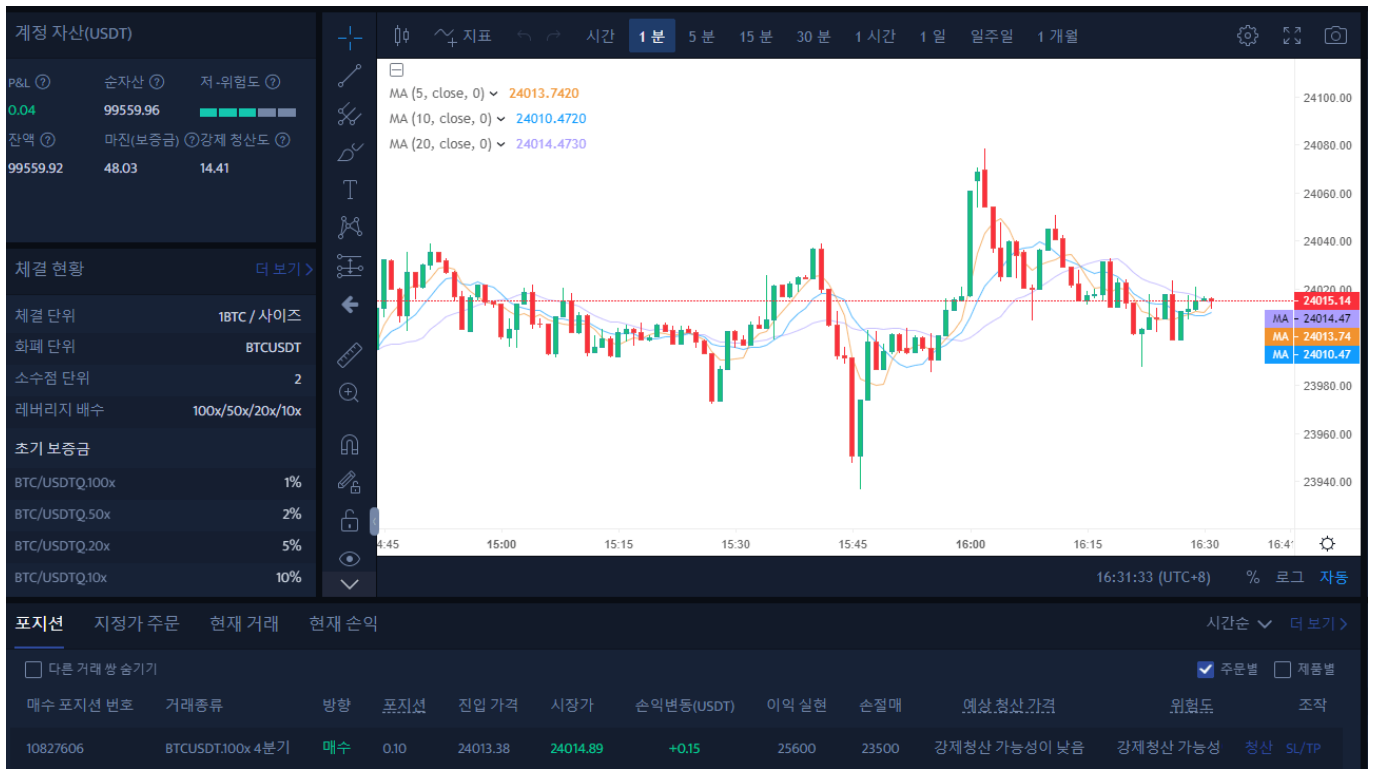 계정 자산(USDT)
P&L 순자산 저 -위험도
0.04 99559.96
잔액 마진(보증금) 강제 청산도
99559.92 48.03 14.41
체결 현황 더 보기
체결 단위 1BTC / 사이즈
화폐 단위 BTCUSDT
소수점 단위 2
레버리지 배수 100x/50x/20x/10x
초기 보증금
BTC/USDTQ.100x 1%
BTC/USDTQ.50x 2%
BTC/USDTQ.20x 5%
BTC/USDTQ.10x 10%
지표 시간 1 분 5 분 15 분 30 분 1 시간 1 일 일주일 1 개월
MA (5, close, 0) 24013.7420
MA (10, close, 0) 24010.4720
MA (20, close, 0) 24014.4730
24100.00
24080.00
24060.00
24040.00
24020.00
24015.14
MA 24014.47
MA 24013.74
MA 24010.47
23980.00
23960.00
23940.00
4:45 15:00 15:15 15:30 15:45 16:00 16:15 16:30 16:4
16:31:33 (UTC+8) % 로그 자동
포지션 지정가 주문 현재 거래 현재 손익 시간순 더 보기
다른 거래 쌍 숨기기 주문별 제품별
매수 포지션 번호 거래종류 방향 포지션 진입 가격 시장가 손익변동(USDT) 이익 실현 손절매 예상 청산 가격 위험도 조작
10827606 BTCUSDT.100x 4분기 매수 0.10 24013.38 24014.89 +0.15 25600 23500 강제청산 가능성이 낮음 강제청산 가능성 청산 SL/TP